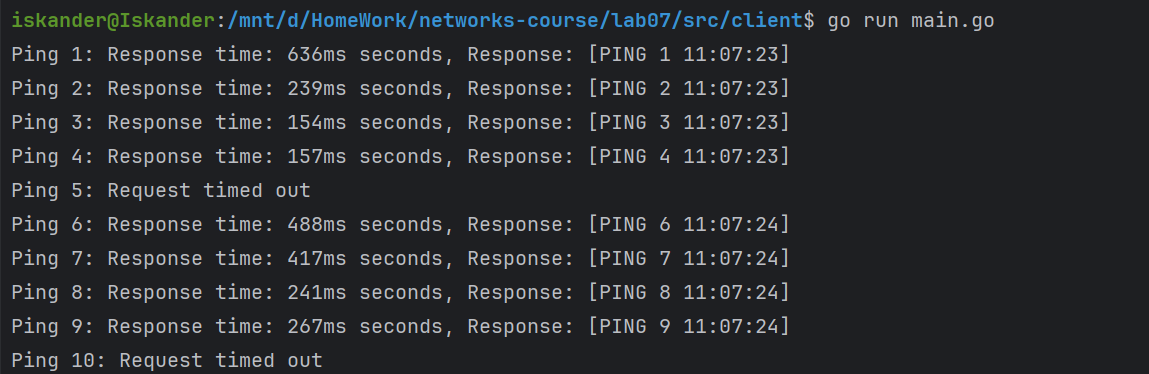 iskander@Iskander:/mnt/d/HomeWork/networks-course/lab07/src/client$ go run main.go
Ping 1: Response time: 636ms seconds, Response: [PING 1 11:07:23]
Ping 2: Response time: 239ms seconds, Response: [PING 2 11:07:23]
Ping 3: Response time: 154ms seconds, Response: [PING 3 11:07:23]
Ping 4: Response time: 157ms seconds, Response: [PING 4 11:07:23]
Ping 5: Request timed out
Ping 6: Response time: 488ms seconds, Response: [PING 6 11:07:24]
Ping 7: Response time: 417ms seconds, Response: [PING 7 11:07:24]
Ping 8: Response time: 241ms seconds, Response: [PING 8 11:07:24]
Ping 9: Response time: 267ms seconds, Response: [PING 9 11:07:24]
Ping 10: Request timed out